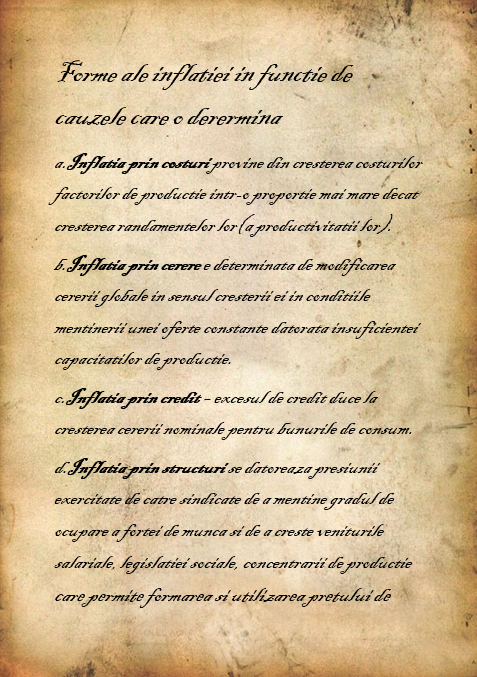 Forme ale inflatiei in functie de
cauzele care o derermina
a. Inflatia prin costuri provine din cresterea costurilor
factorilor de productie intr-o proportie mai mare decat
cresterea randamentelor lor (a productivitatii lor).
b. Inflatia prin cerere e determinata de modificarea
cererii globale in sensul cresterii ei in conditiile
mentinerii unei oferte constante datorata insuficientei
capacitatilor de productie.
c. Inflatia prin credit – excesul de credit duce la
cresterea cererii nominale pentru bunurile de consum.
d. Inflatia prin structuri se datoreaza presiunii
exercitate de catre sindicate de a mentine gradul de
ocupare a fortei de munca si de a creste veniturile
salariale, legislatiei sociale, concentrarii de productie
care permite formarea si utilizarea pretului de